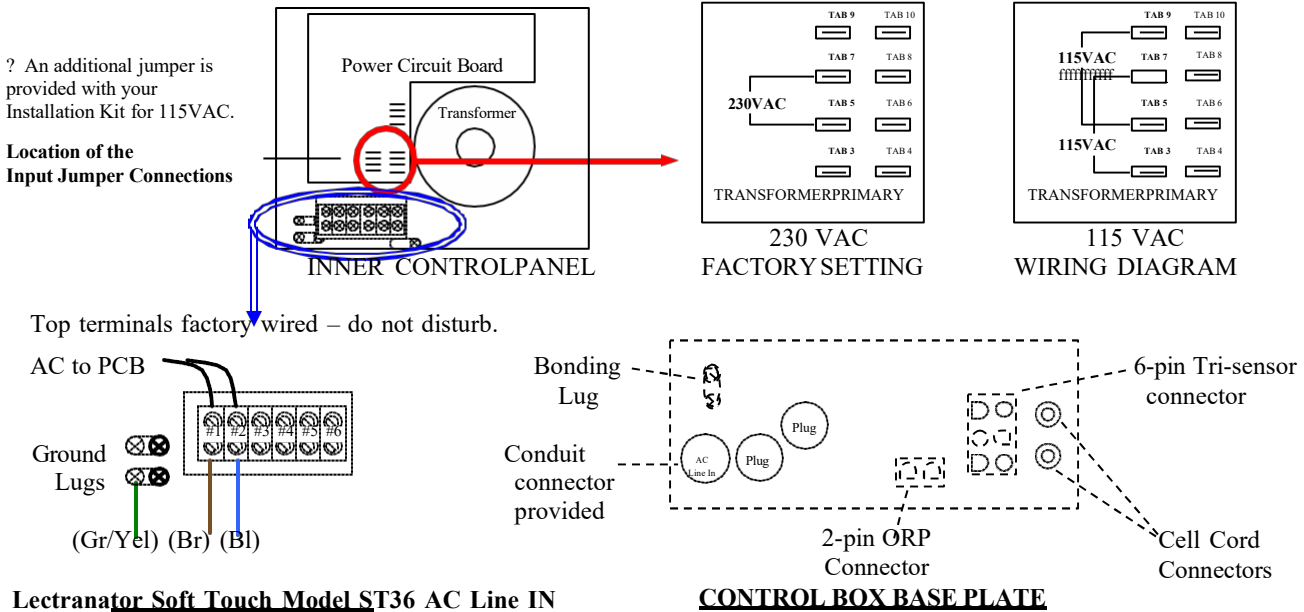 ? An additional jumper is
provided with your
Installation Kit for 115VAC.
Location of the
Input Jumper Connections
Power Circuit Board
Transformer
INNER CONTROLPANEL
TAB 9 TAB 10
TAB 7 TAB 8
230VAC
TAB 5 TAB 6
TAB 3 TAB 4
TRANSFORMERPRIMARY
230 VAC
FACTORY SETTING
TAB 9 TAB 10
115VAC
TAB 7 TAB 8
TAB 5 TAB 6
115VAC
TAB 3 TAB 4
TRANSFORMERPRIMARY
115 VAC
WIRING DIAGRAM
Top terminals factory wired – do not disturb.
AC to PCB
#1 #2 #3 #4 #5 #6
Ground
Lugs
(Gr/Yel) (Br) (Bl)
Lectranator Soft Touch Model ST36 AC Line IN
Bonding
Lug
6-pin Tri-sensor
connector
Plug
Conduit
connector
provided
AC
Line In
Plug
2-pin ORP
Connector
Cell Cord
Connectors
CONTROL BOX BASE PLATE